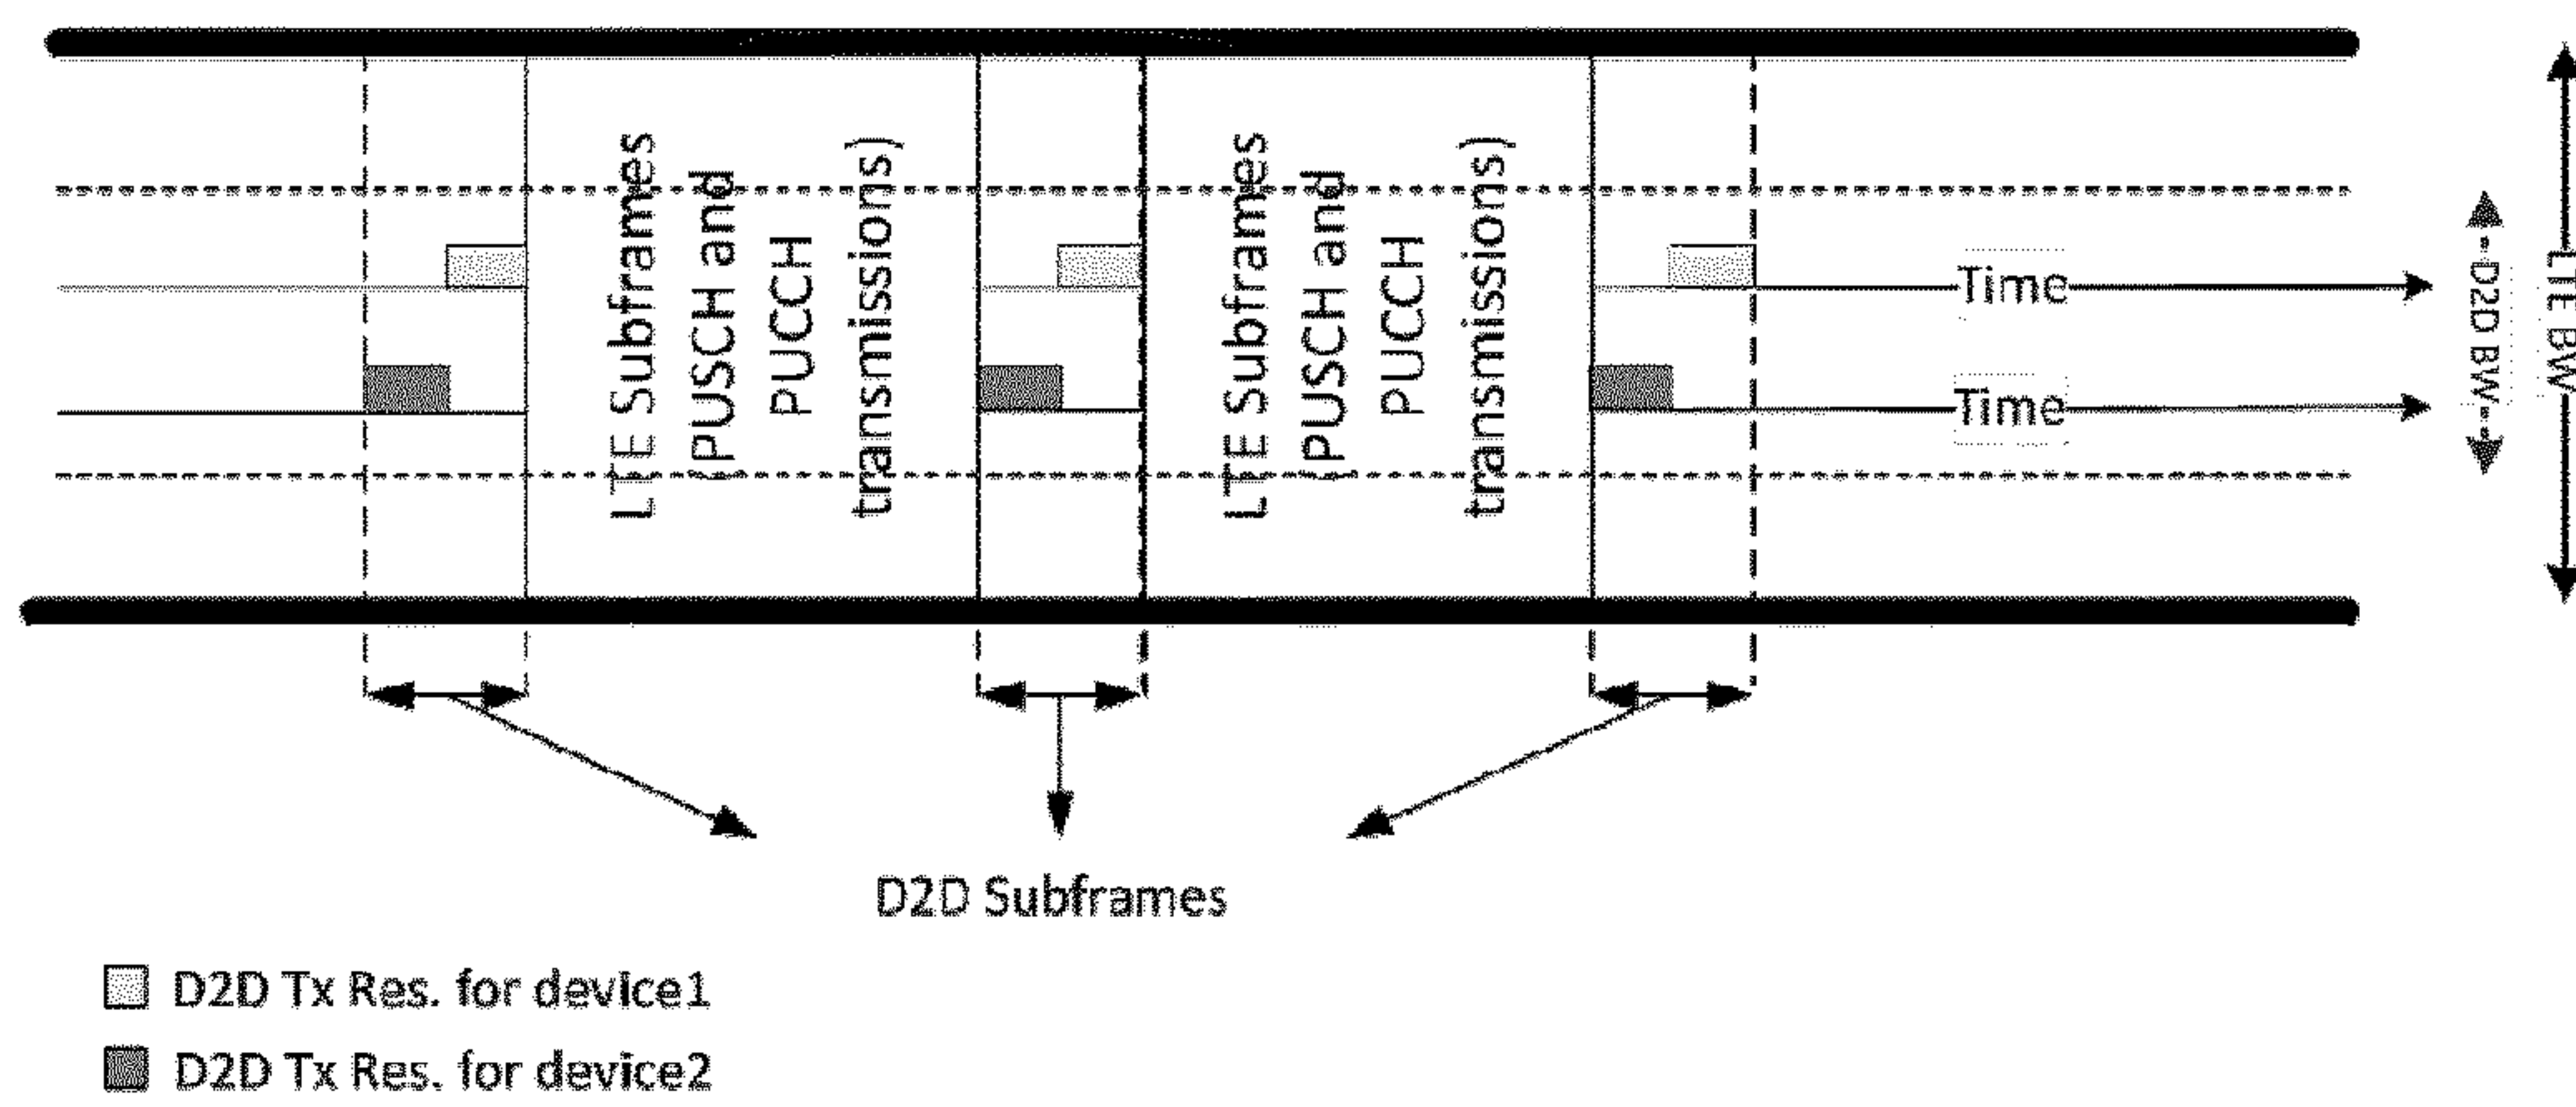 LTE Subframes
(PUSCH and
PUCCH
transmissions)
LTE Subframes
(PUSCH and
PUCCH
transmissions)
Time
Time
D2D BW
LTE BW
D2D Subframes
D2D Tx Res. for device1
D2D Tx Res. for device2